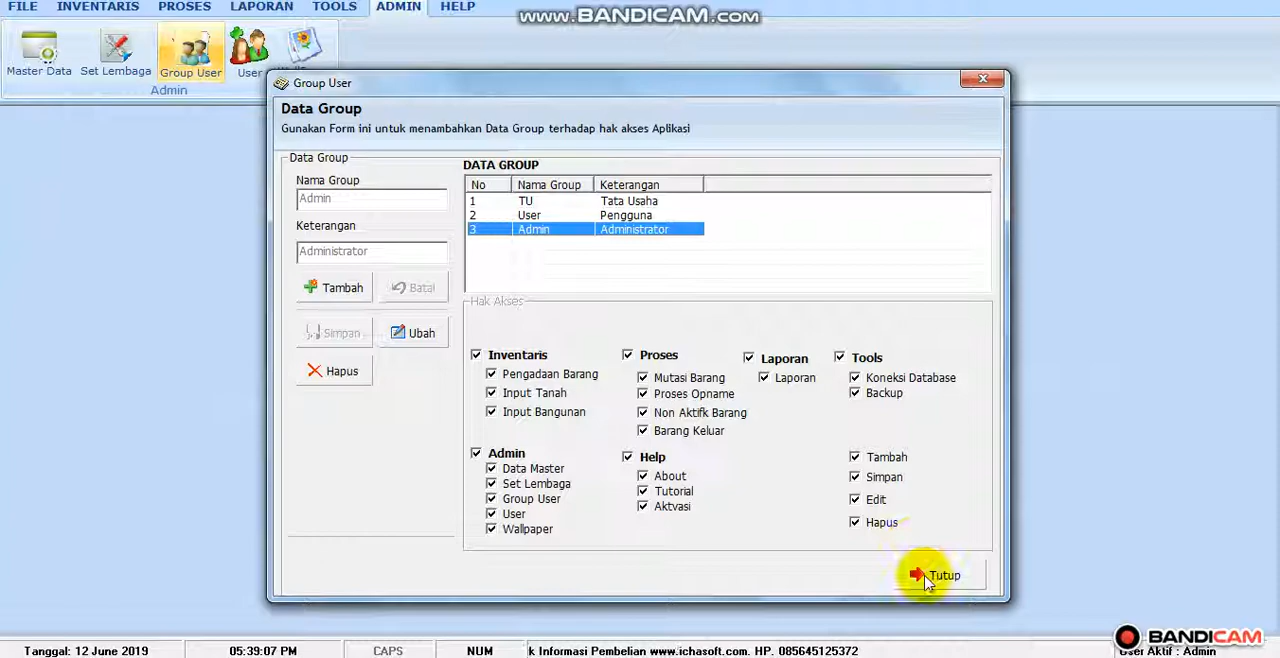 FILE INVENTARIS PROSES LAPORAN TOOLS ADMIN HELP
www.BANDICAM.com
Master Data Set Lembaga Group User User
Admin
Group User
Data Group
Gunakan Form ini untuk menambahkan Data Group terhadap hak akses Aplikasi
Data Group
Nama Group
Admin
Keterangan
Administrator
Tambah Batal
Simpan Ubah
Hapus
DATA GROUP
No Nama Group Keterangan
1 TU Tata Usaha
2 User Pengguna
3 Admin Administrator
Hak Akses
Inventaris
Pengadaan Barang
Input Tanah
Input Bangunan
Proses
Mutasi Barang
Proses Opname
Non Aktifk Barang
Barang Keluar
Laporan
Laporan
Tools
Koneksi Database
Backup
Admin
Data Master
Set Lembaga
Group User
User
Wallpaper
Help
About
Tutorial
Aktvasi
Tambah
Simpan
Edit
Hapus
Tutup
Tanggal: 12 June 2019 05:39:07 PM CAPS NUM k Informasi Pembelian www.ichasoft.com. HP. 085645125372 User Aktif : Admin
BANDICAM